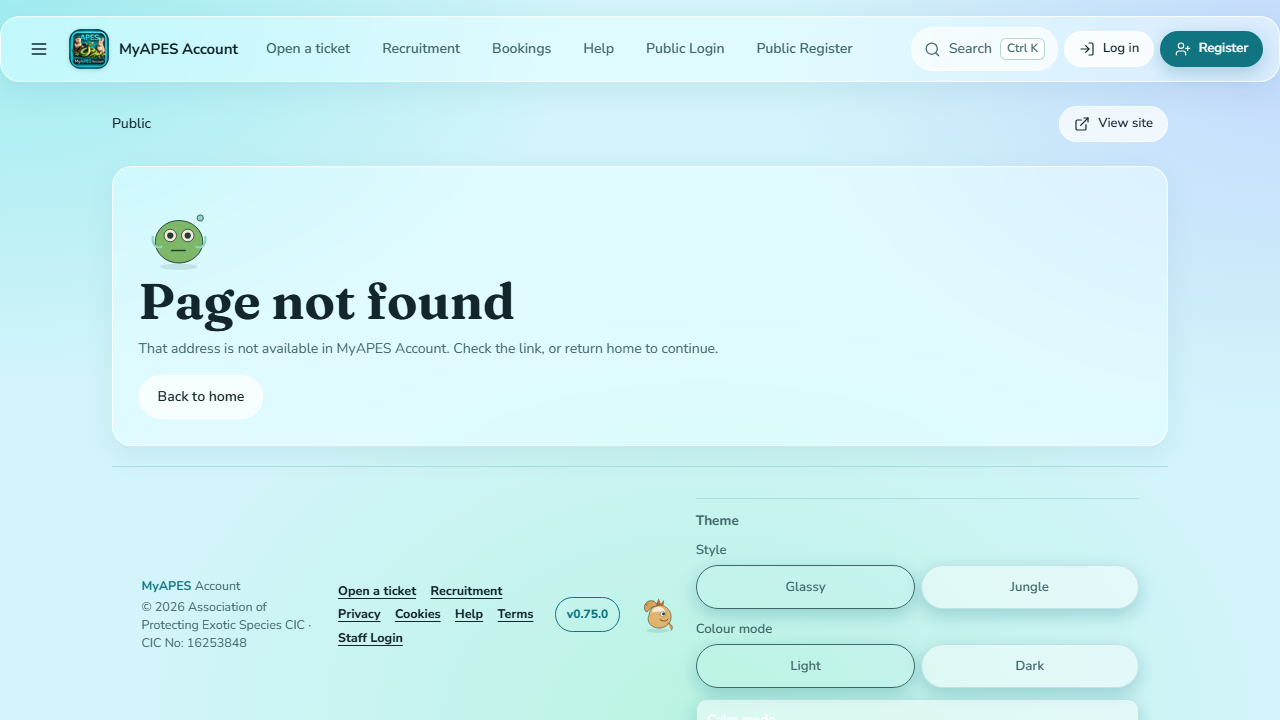 MyAPES Account
Open a ticket
Recruitment
Bookings
Help
Public Login
Public Register
Search
Ctrl K
Log in
Register
Public
View site
Page not found
That address is not available in MyAPES Account. Check the link, or return home to continue.
Back to home
MyAPES Account
© 2026 Association of
Protecting Exotic Species CIC ·
CIC No: 16253848
Open a ticket Recruitment
Privacy Cookies Help Terms
Staff Login
v0.75.0
Theme
Style
Glassy
Jungle
Colour mode
Light
Dark
Calm mode